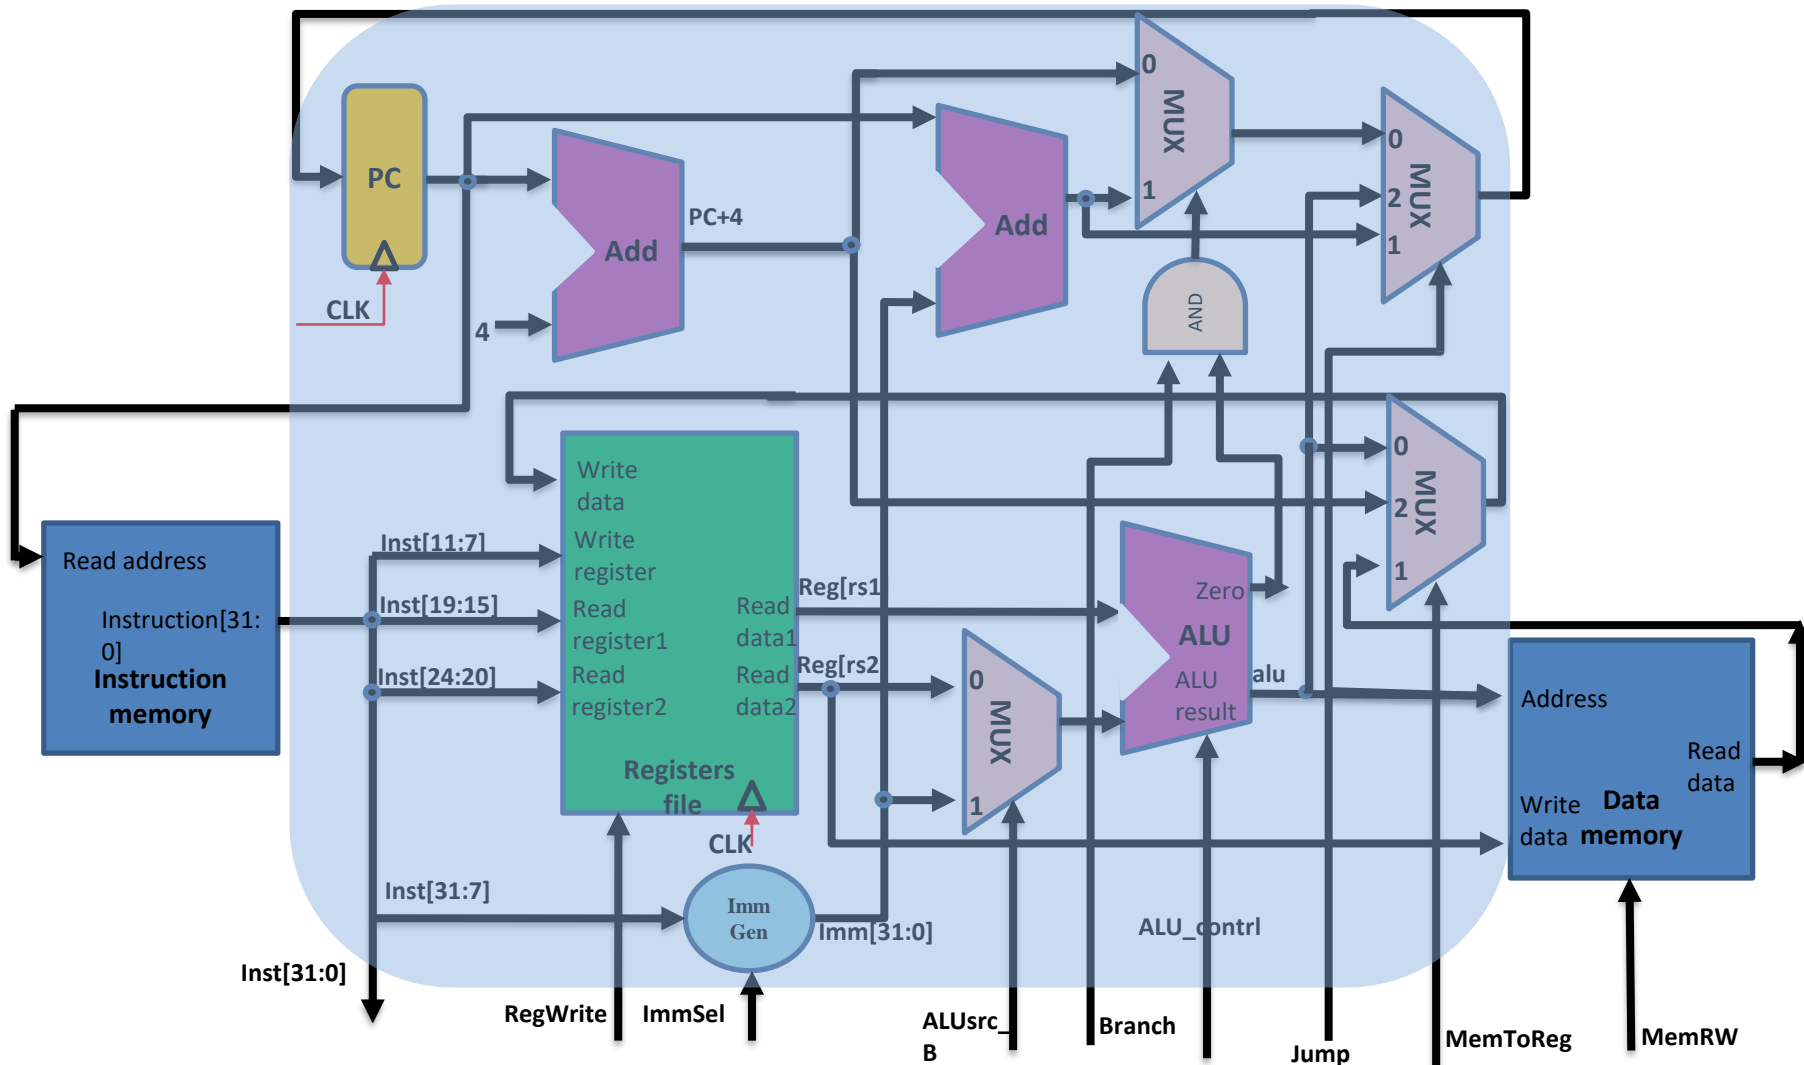 0
MUX
1
0
2
1
MUX
PC
CLK
Add
PC+4
4
Add
AND
Write
data
Write
register
Read
register1
Read
register2
Read
data1
Read
data2
Registers
file
CLK
Inst[11:7]
Inst[19:15]
Inst[24:20]
Inst[31:7]
Inst[31:0]
Read address
Instruction[31:
0]
Instruction
memory
Reg[rs1
Reg[rs2
0
MUX
1
Zero
ALU
ALU
result
alu
0
2
1
MUX
Address
Read
data
Write
data
Data
memory
Imm
Gen
Imm[31:0]
ALU_contrl
RegWrite
ImmSel
ALUsrc_
B
Branch
Jump
MemToReg
MemRW